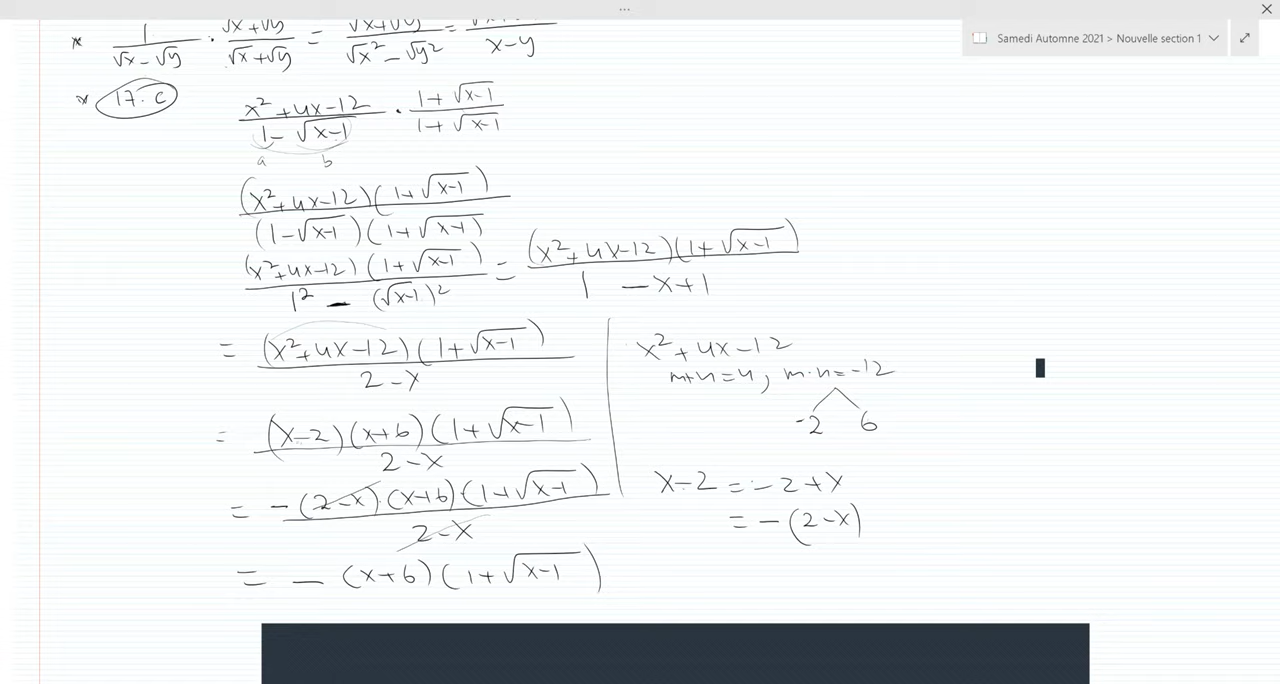 Samedi Automne 2021 > Nouvelle section 1
* 1/(√x − √y) · (√x + √y)/(√x + √y) = (√x + √y)/(√x² − √y²) = /(x − y)
* 17. c (x² + 4x − 12)/(1 − √(x−1)) · (1 + √(x−1))/(1 + √(x−1))
a b
(x² + 4x − 12)(1 + √(x−1))/((1 − √(x−1))(1 + √(x−1)))
(x² + 4x − 12)(1 + √(x−1))/(1² − (√(x−1))²) = (x² + 4x − 12)(1 + √(x−1))/(1 − x + 1)
= (x² + 4x − 12)(1 + √(x−1))/(2 − x)
= (x − 2)(x + 6)(1 + √(x−1))/(2 − x)
= −(2 − x)·(x + 6)·(1 + √(x−1))/(2 − x)
= − (x + 6)(1 + √(x−1))
x² + 4x − 12
m + n = 4, m · n = −12
−2 6
x − 2 = −2 + x
= −(2 − x)